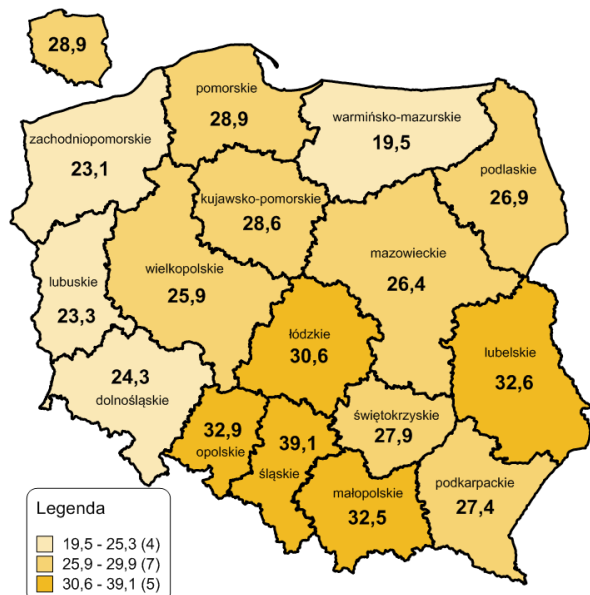 28,9
pomorskie
28,9
warmińsko-mazurskie
19,5
zachodniopomorskie
23,1
podlaskie
26,9
kujawsko-pomorskie
28,6
mazowieckie
26,4
wielkopolskie
25,9
lubuskie
23,3
łódzkie
30,6
lubelskie
32,6
24,3
dolnośląskie
świętokrzyskie
27,9
32,9
opolskie
39,1
śląskie
małopolskie
32,5
podkarpackie
27,4
Legenda
19,5 - 25,3 (4)
25,9 - 29,9 (7)
30,6 - 39,1 (5)